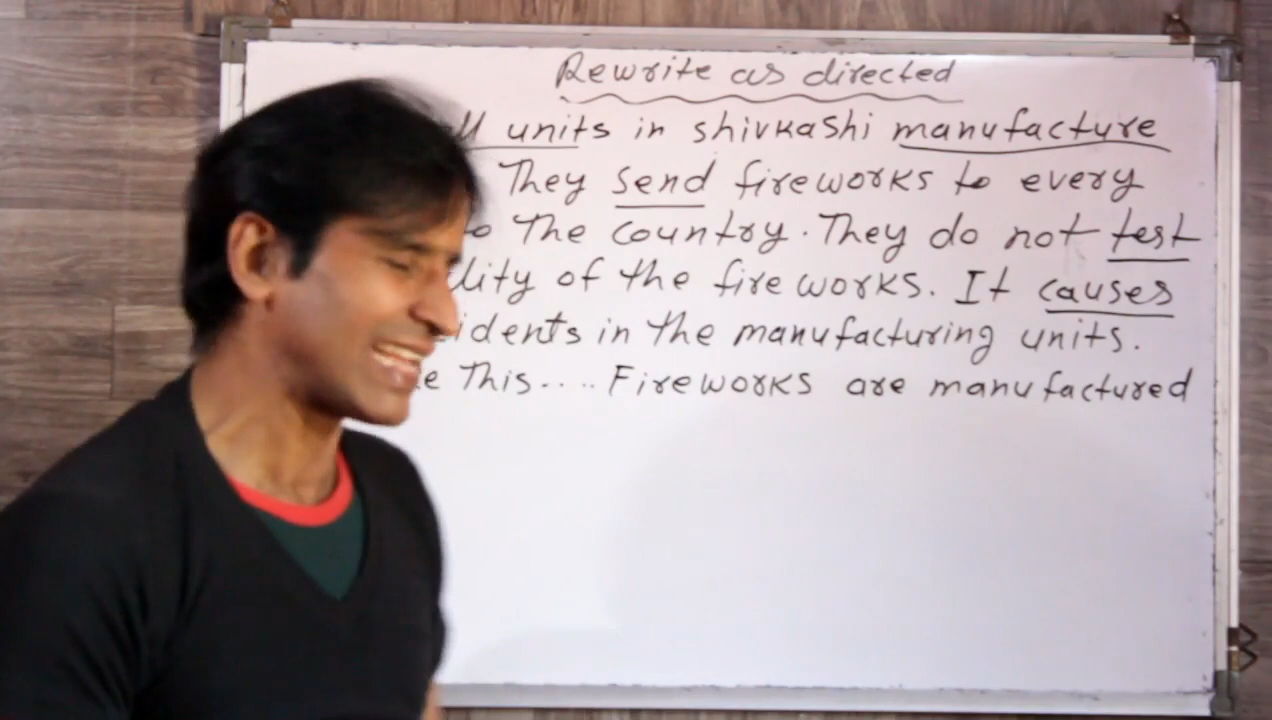 Rewrite as directed
units in shivkashi manufacture
They send fireworks to every
The country. They do not test
of the fireworks. It causes
in the manufacturing units.
This.... Fireworks are manufactured